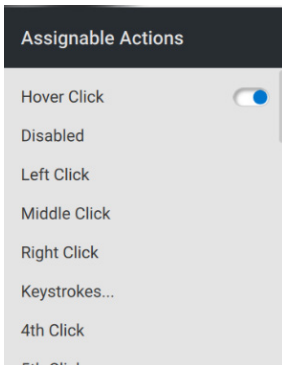 Assignable Actions
Hover Click
Disabled
Left Click
Middle Click
Right Click
Keystrokes...
4th Click